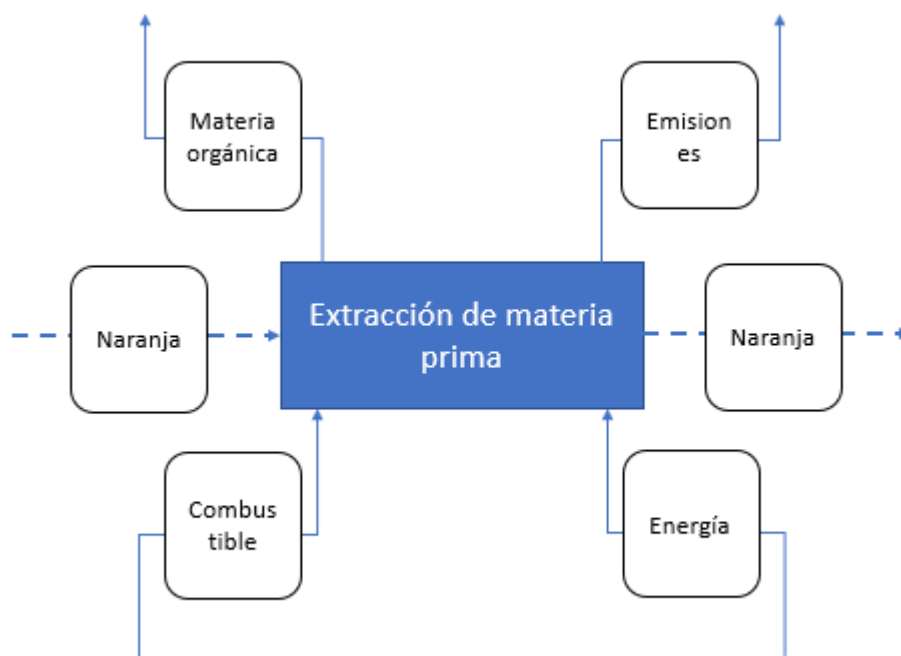 Materia
orgánica
Emision
es
Naranja
Extracción de materia
prima
Naranja
Combus
tible
Energía